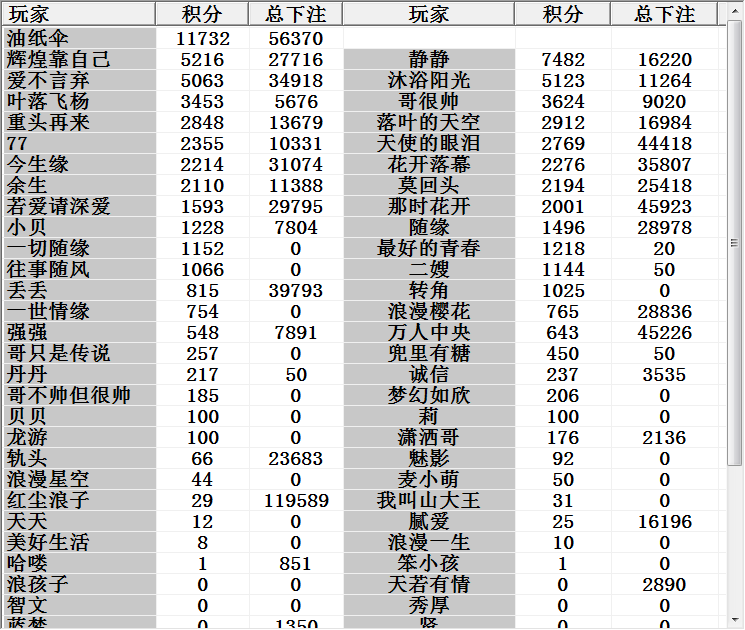 玩家 积分 总下注 玩家 积分 总下注
油纸伞 11732 56370
辉煌靠自己 5216 27716 静静 7482 16220
爱不言弃 5063 34918 沐浴阳光 5123 11264
叶落飞杨 3453 5676 哥很帅 3624 9020
重头再来 2848 13679 落叶的天空 2912 16984
77 2355 10331 天使的眼泪 2769 44418
今生缘 2214 31074 花开落幕 2276 35807
余生 2110 11388 莫回头 2194 25418
若爱请深爱 1593 29795 那时花开 2001 45923
小贝 1228 7804 随缘 1496 28978
一切随缘 1152 0 最好的青春 1218 20
往事随风 1066 0 二嫂 1144 50
丢丢 815 39793 转角 1025 0
一世情缘 754 0 浪漫樱花 765 28836
强强 548 7891 万人中央 643 45226
哥只是传说 257 0 兜里有糖 450 50
丹丹 217 50 诚信 237 3535
哥不帅但很帅 185 0 梦幻如欣 206 0
贝贝 100 0 莉 100 0
龙游 100 0 潇洒哥 176 2136
轨头 66 23683 魅影 92 0
浪漫星空 44 0 麦小萌 50 0
红尘浪子 29 119589 我叫山大王 31 0
天天 12 0 腻爱 25 16196
美好生活 8 0 浪漫一生 10 0
哈喽 1 851 笨小孩 1 0
浪孩子 0 0 天若有情 0 2890
智文 0 0 秀厚 0 0
蓝梦 0 1350 贤 0 0